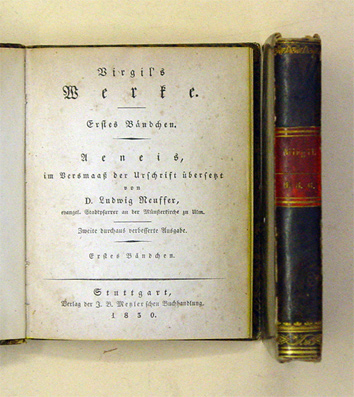 Virgils
Werke.
Erstes Bändchen.
Aeneis,
im Versmaaß der Urschrift übersetzt
von
D. Ludwig Neuffer,
evangel. Stadtpfarrer an der Münsterkirche zu Ulm.
Zweite durchaus verbesserte Ausgabe.
Erstes Bändchen.
Stuttgart,
Verlag der J. B. Metzler'schen Buchhandlung.
1830.
Virgil.